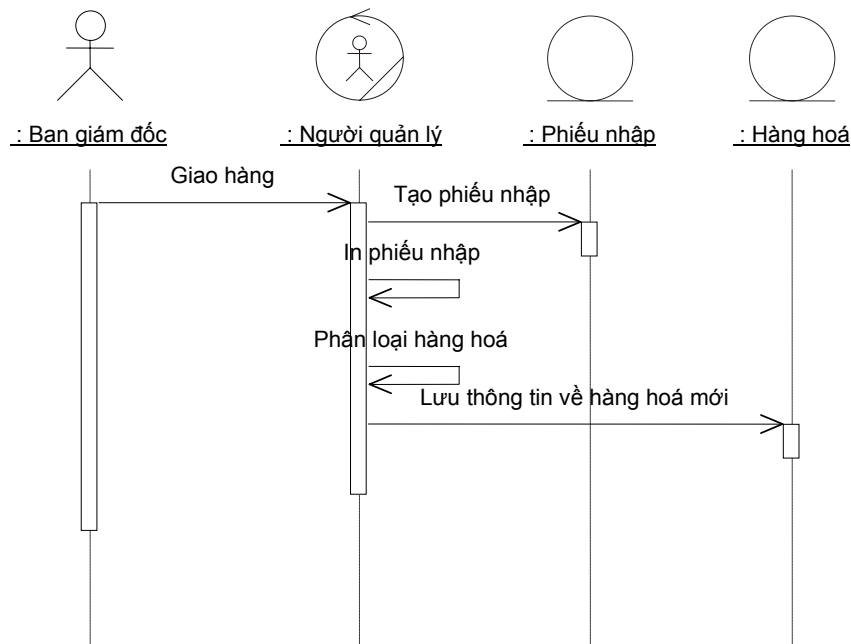 : Ban giám đốc
: Người quản lý
: Phiếu nhập
: Hàng hoá
Giao hàng
Tạo phiếu nhập
In phiếu nhập
Phân loại hàng hoá
Lưu thông tin về hàng hoá mới